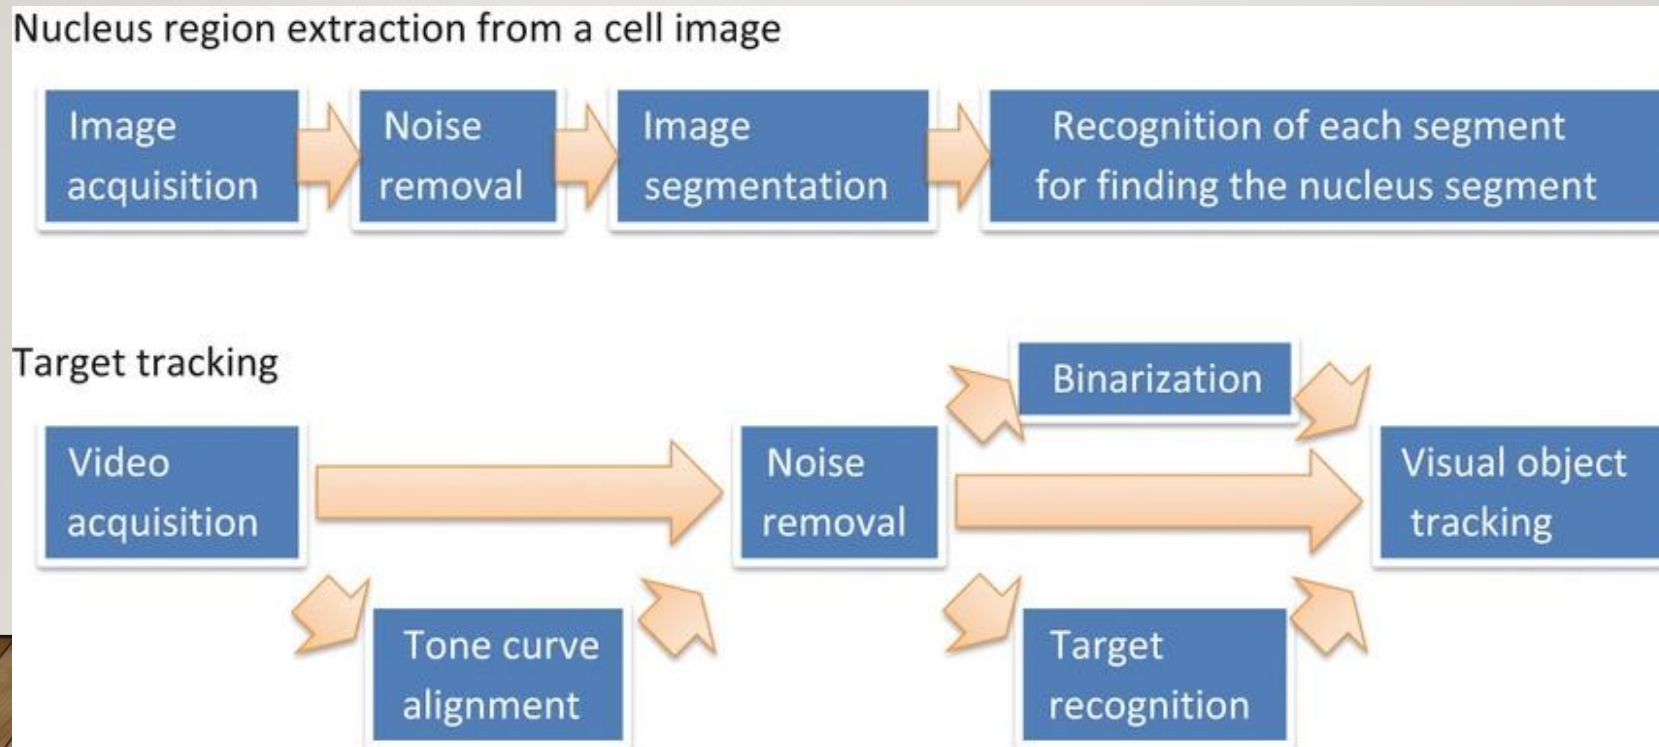 Nucleus region extraction from a cell image
Image
acquisition
Noise
removal
Image
segmentation
Recognition of each segment
for finding the nucleus segment
Target tracking
Video
acquisition
Tone curve
alignment
Noise
removal
Binarization
Target
recognition
Visual object
tracking